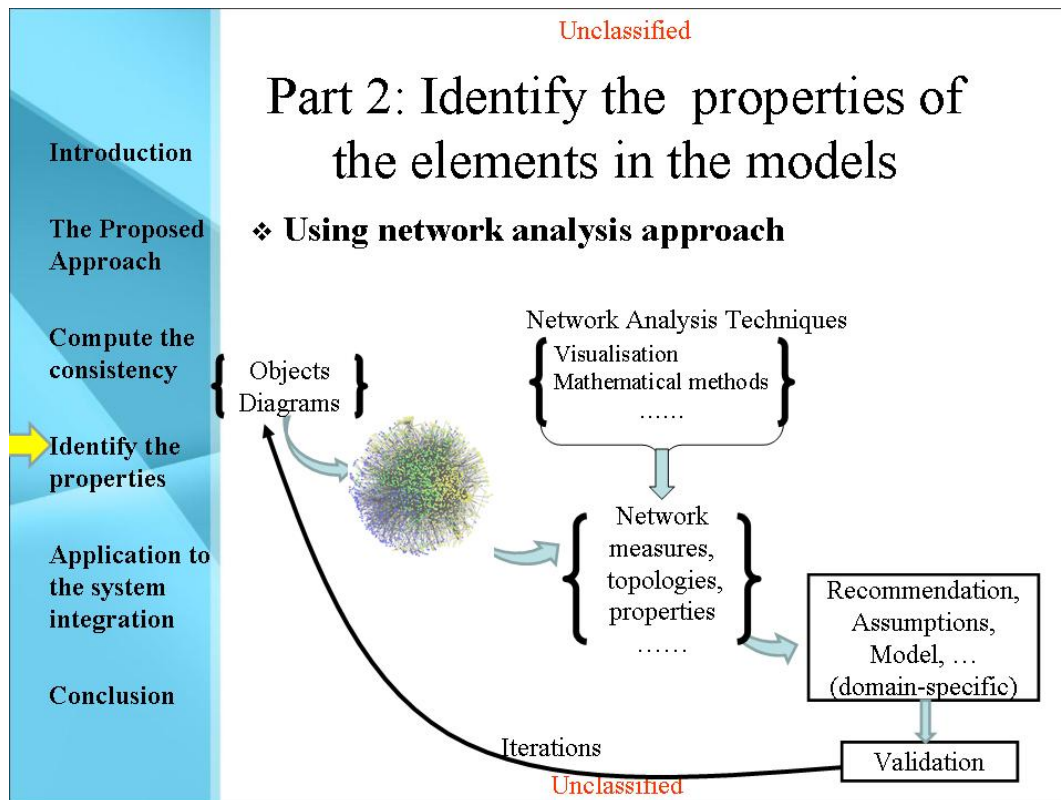 Unclassified
Part 2: Identify the properties of
the elements in the models
Introduction
The Proposed
Approach
Compute the
consistency
Identify the
properties
Application to
the system
integration
Conclusion
❖ Using network analysis approach
Network Analysis Techniques
Visualisation
Mathematical methods
……
Objects
Diagrams
Network
measures,
topologies,
properties
……
Recommendation,
Assumptions,
Model, …
(domain-specific)
Validation
Iterations
Unclassified